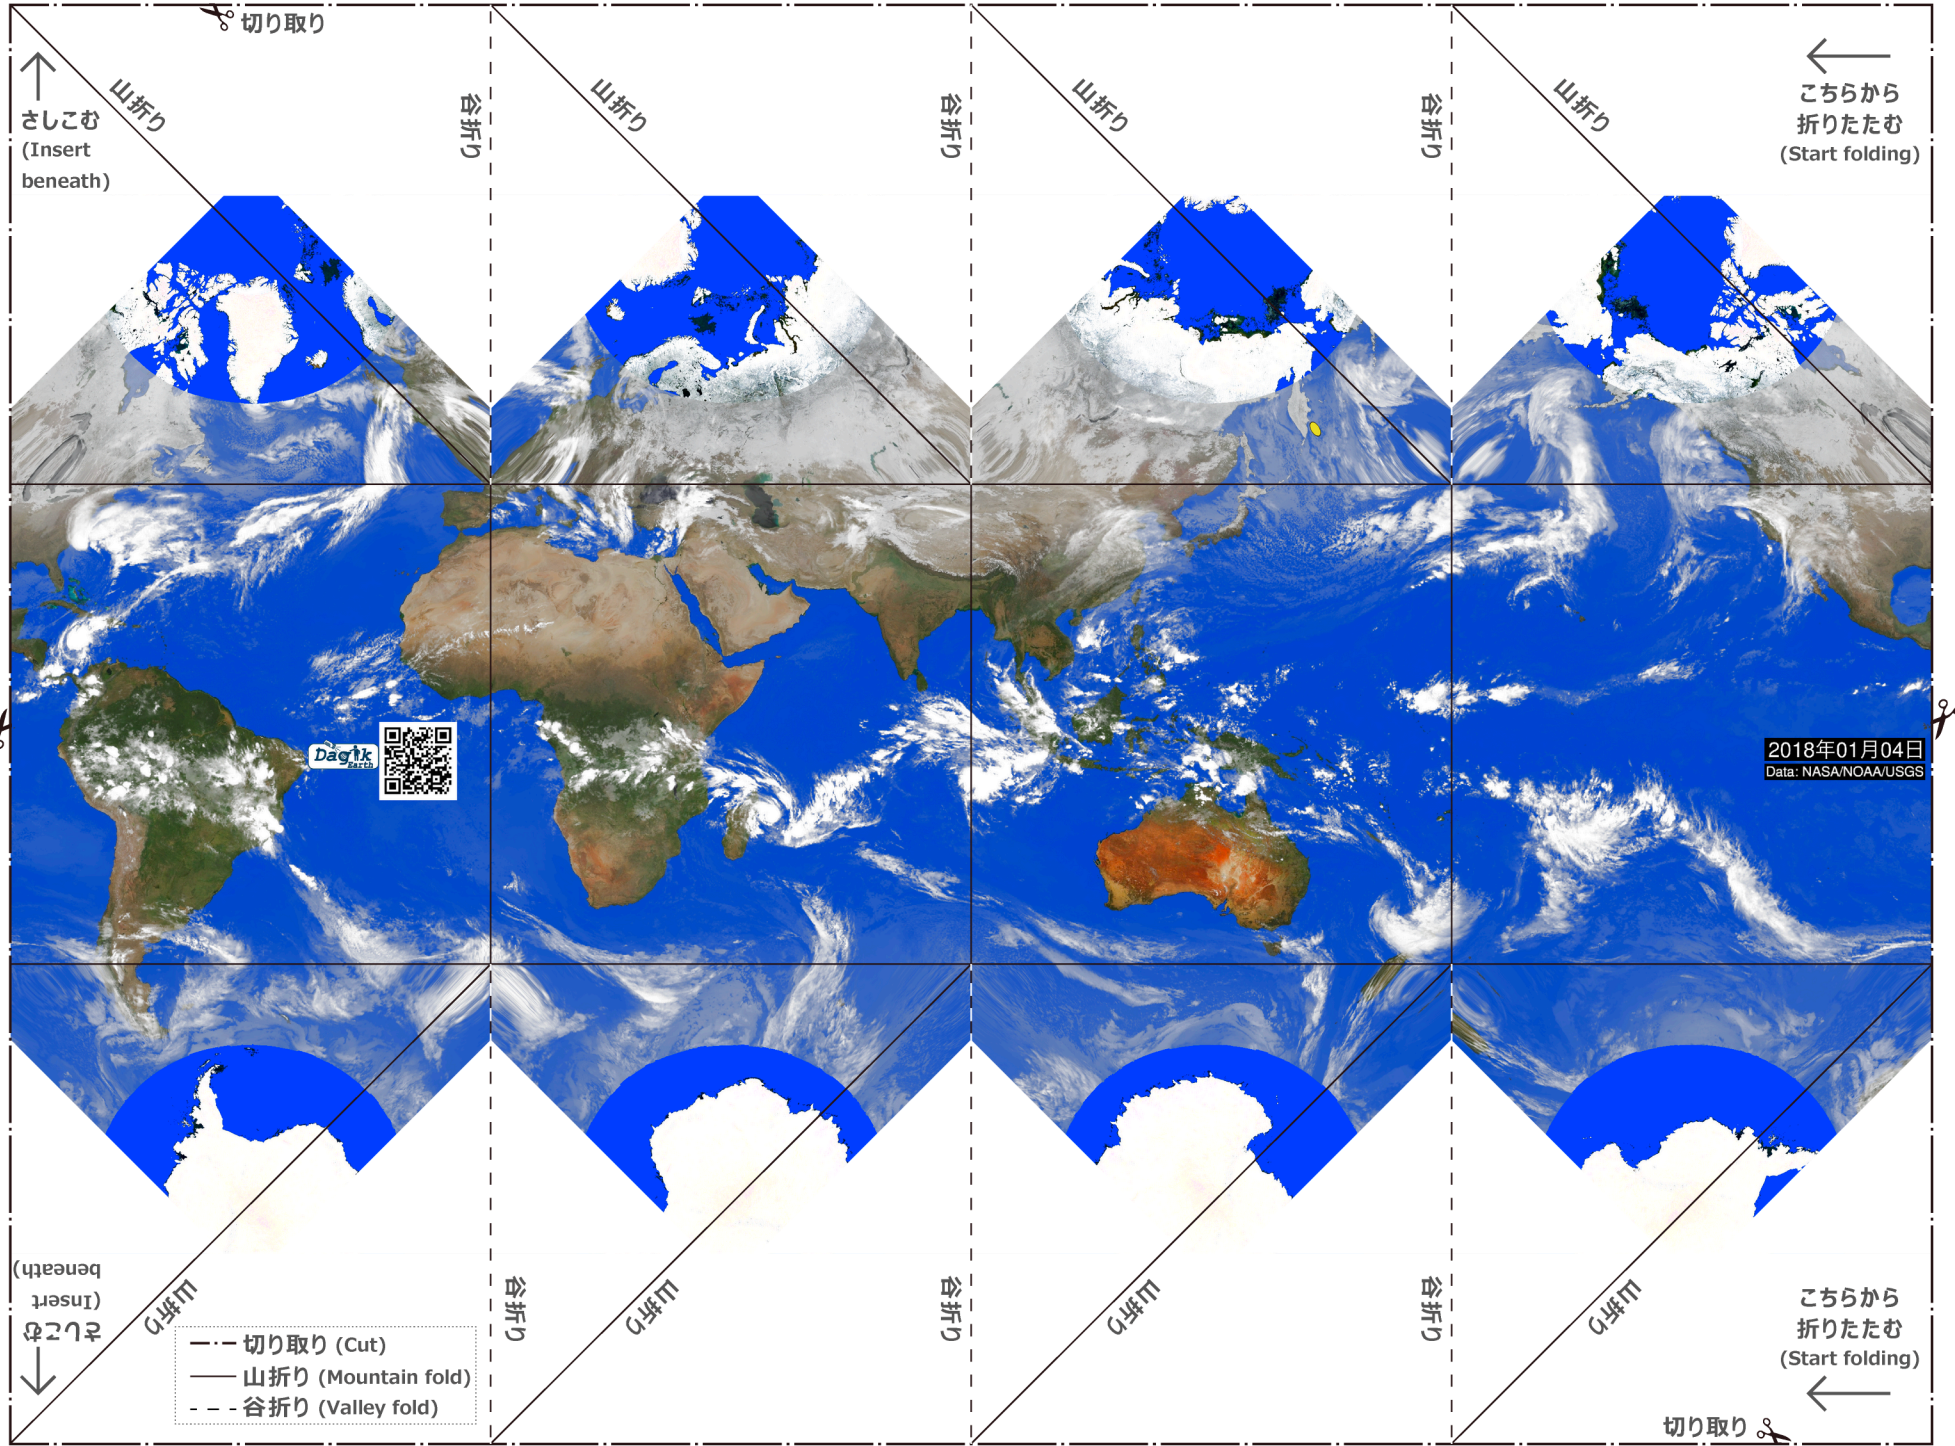 切り取り
さしこむ
(Insert
beneath)
山折り
谷折り
山折り
谷折り
山折り
谷折り
山折り
こちらから
折りたたむ
(Start folding)
Dagik
Earth
2018年01月04日
Data: NASA/NOAA/USGS
さしこむ
(Insert
beneath)
山折り
谷折り
山折り
谷折り
山折り
谷折り
山折り
こちらから
折りたたむ
(Start folding)
切り取り (Cut)
山折り (Mountain fold)
谷折り (Valley fold)
切り取り